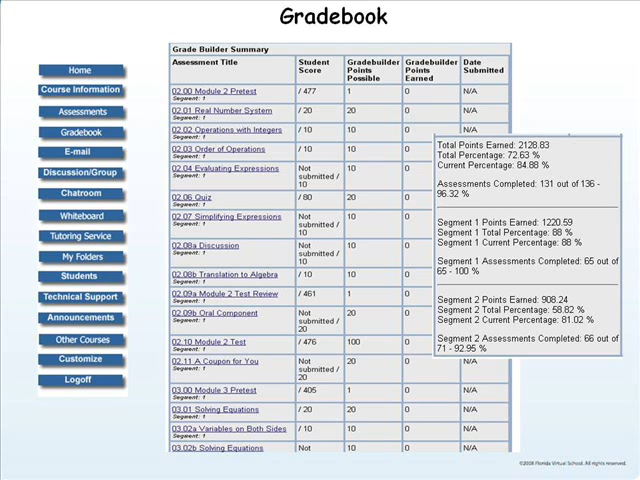 Gradebook
Home
Course Information
Assessments
Gradebook
E-mail
Discussion/Group
Chatroom
Whiteboard
Tutoring Service
My Folders
Students
Technical Support
Announcements
Other Courses
Customize
Logoff
Grade Builder Summary
Assessment Title Student Score Gradebuilder Points Possible Gradebuilder Points Earned Date Submitted
02.00 Module 2 Pretest / 477 1 0 N/A
Segment: 1
02.01 Real Number System / 20 20 0 N/A
Segment: 1
02.02 Operations with Integers / 10 10 0
Segment: 1
02.03 Order of Operations / 10 10 0
Segment: 1
02.04 Evaluating Expressions Not submitted / 10 10 0
Segment: 1
02.06 Quiz / 80 20 0
Segment: 1
02.07 Simplifying Expressions Not submitted / 10 10 0
Segment: 1
02.08a Discussion Not submitted / 10 10 0
Segment: 1
02.08b Translation to Algebra / 10 10 0
Segment: 1
02.09a Module 2 Test Review / 461 1 0
Segment: 1
02.09b Oral Component Not submitted / 20 20 0
Segment: 1
02.10 Module 2 Test / 476 100 0
Segment: 1
02.11 A Coupon for You Not submitted / 20 20 0 N/A
Segment: 1
03.00 Module 3 Pretest / 405 1 0 N/A
Segment: 1
03.01 Solving Equations / 20 20 0 N/A
Segment: 1
03.02a Variables on Both Sides / 10 10 0 N/A
Segment: 1
03.02b Solving Equations Not 10 0 N/A
Total Points Earned: 2128.83
Total Percentage: 72.63 %
Current Percentage: 84.88 %
Assessments Completed: 131 out of 136 -
96.32 %
Segment 1 Points Earned: 1220.59
Segment 1 Total Percentage: 88 %
Segment 1 Current Percentage: 88 %
Segment 1 Assessments Completed: 65 out of
65 - 100 %
Segment 2 Points Earned: 908.24
Segment 2 Total Percentage: 58.82 %
Segment 2 Current Percentage: 81.02 %
Segment 2 Assessments Completed: 66 out of
71 - 92.95 %
©2008 Florida Virtual School. All rights reserved.